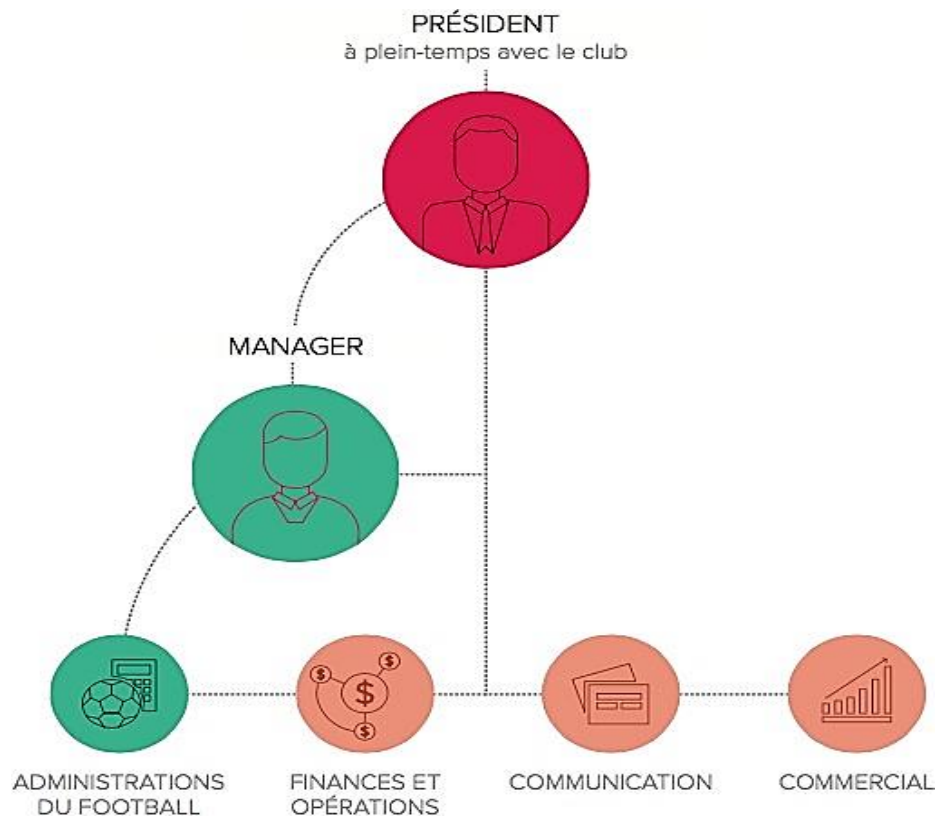 PRÉSIDENT
à plein-temps avec le club
MANAGER
$
$
$
$
ADMINISTRATIONS
DU FOOTBALL
FINANCES ET
OPÉRATIONS
COMMUNICATION
COMMERCIAL